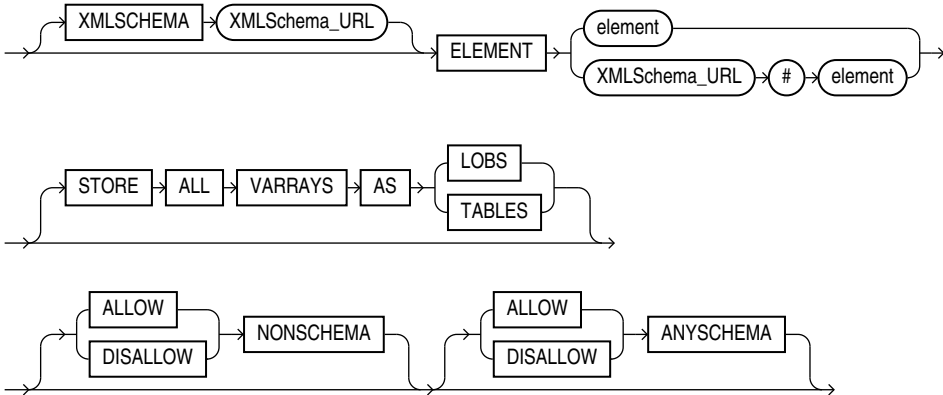 XMLSCHEMA XMLSchema_URL
ELEMENT element
XMLSchema_URL # element
STORE ALL VARRAYS AS LOBS
TABLES
ALLOW NONSCHEMA ALLOW ANYSCHEMA
DISALLOW DISALLOW